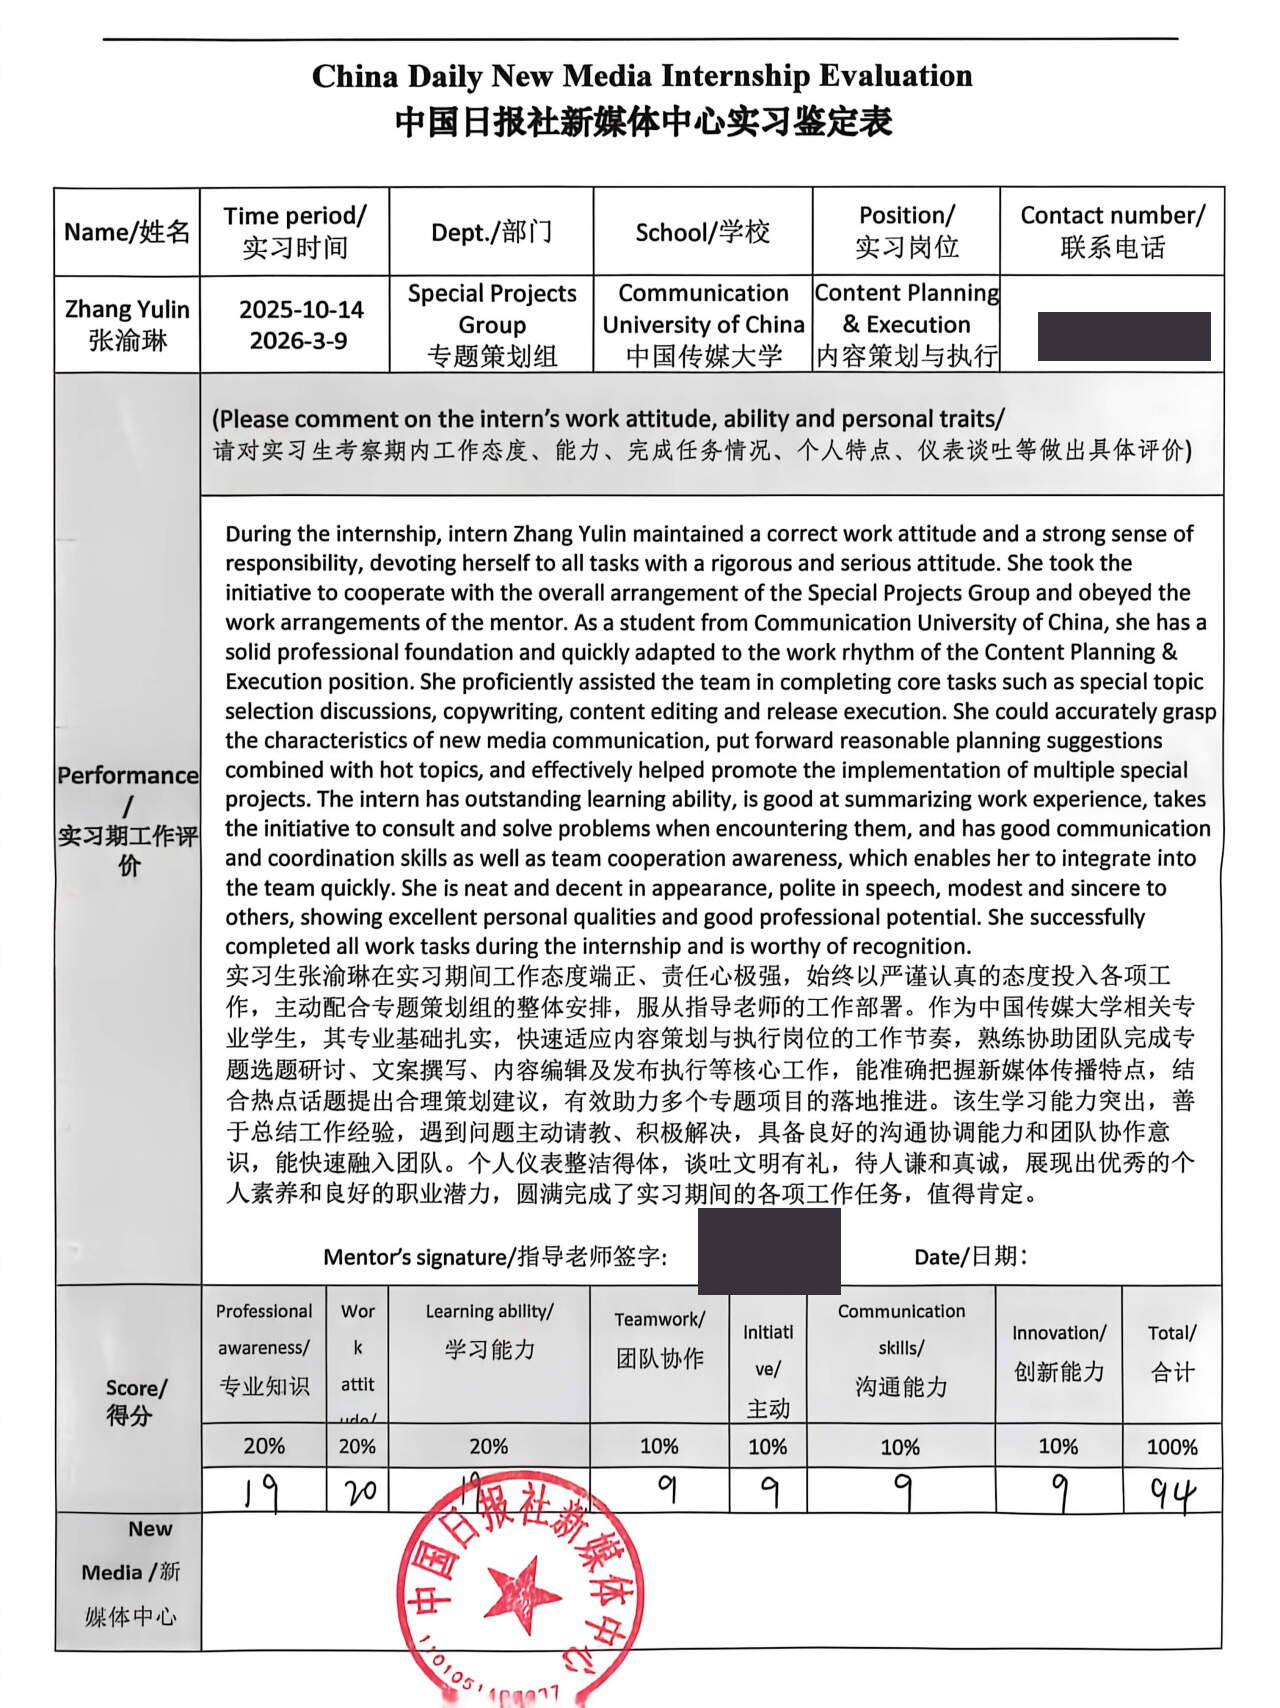 China Daily New Media Internship Evaluation
中国日报社新媒体中心实习鉴定表
Name/姓名
Time period/
实习时间
Dept./部门
School/学校
Position/
实习岗位
Contact number/
联系电话
Zhang Yulin
张渝琳
2025-10-14
2026-3-9
Special Projects
Group
专题策划组
Communication
University of China
中国传媒大学
Content Planning
& Execution
内容策划与执行
(Please comment on the intern's work attitude, ability and personal traits/
请对实习生考察期内工作态度、能力、完成任务情况、个人特点、仪表谈吐等做出具体评价)
Performance
/
实习期工作评
价
During the internship, intern Zhang Yulin maintained a correct work attitude and a strong sense of
responsibility, devoting herself to all tasks with a rigorous and serious attitude. She took the
initiative to cooperate with the overall arrangement of the Special Projects Group and obeyed the
work arrangements of the mentor. As a student from Communication University of China, she has a
solid professional foundation and quickly adapted to the work rhythm of the Content Planning &
Execution position. She proficiently assisted the team in completing core tasks such as special topic
selection discussions, copywriting, content editing and release execution. She could accurately grasp
the characteristics of new media communication, put forward reasonable planning suggestions
combined with hot topics, and effectively helped promote the implementation of multiple special
projects. The intern has outstanding learning ability, is good at summarizing work experience, takes
the initiative to consult and solve problems when encountering them, and has good communication
and coordination skills as well as team cooperation awareness, which enables her to integrate into
the team quickly. She is neat and decent in appearance, polite in speech, modest and sincere to
others, showing excellent personal qualities and good professional potential. She successfully
completed all work tasks during the internship and is worthy of recognition.
实习生张渝琳在实习期间工作态度端正、责任心极强，始终以严谨认真的态度投入各项工
作，主动配合专题策划组的整体安排，服从指导老师的工作部署。作为中国传媒大学相关专
业学生，其专业基础扎实，快速适应内容策划与执行岗位的工作节奏，熟练协助团队完成专
题选题研讨、文案撰写、内容编辑及发布执行等核心工作，能准确把握新媒体传播特点，结
合热点话题提出合理策划建议，有效助力多个专题项目的落地推进。该生学习能力突出，善
于总结工作经验，遇到问题主动请教、积极解决，具备良好的沟通协调能力和团队协作意
识，能快速融入团队。个人仪表整洁得体，谈吐文明有礼，待人谦和真诚，展现出优秀的个
人素养和良好的职业潜力，圆满完成了实习期间的各项工作任务，值得肯定。
Mentor's signature/指导老师签字:
Date/日期:
Score/
得分
Professional
awareness/
专业知识
Wor
k
attit
ude/
Learning ability/
学习能力
Teamwork/
团队协作
Initiati
ve/
主动
Communication
skills/
沟通能力
Innovation/
创新能力
Total/
合计
20%
20%
20%
10%
10%
10%
10%
100%
19
20
19
9
9
9
9
94
New
Media /新
媒体中心
中国日报社新媒体中心